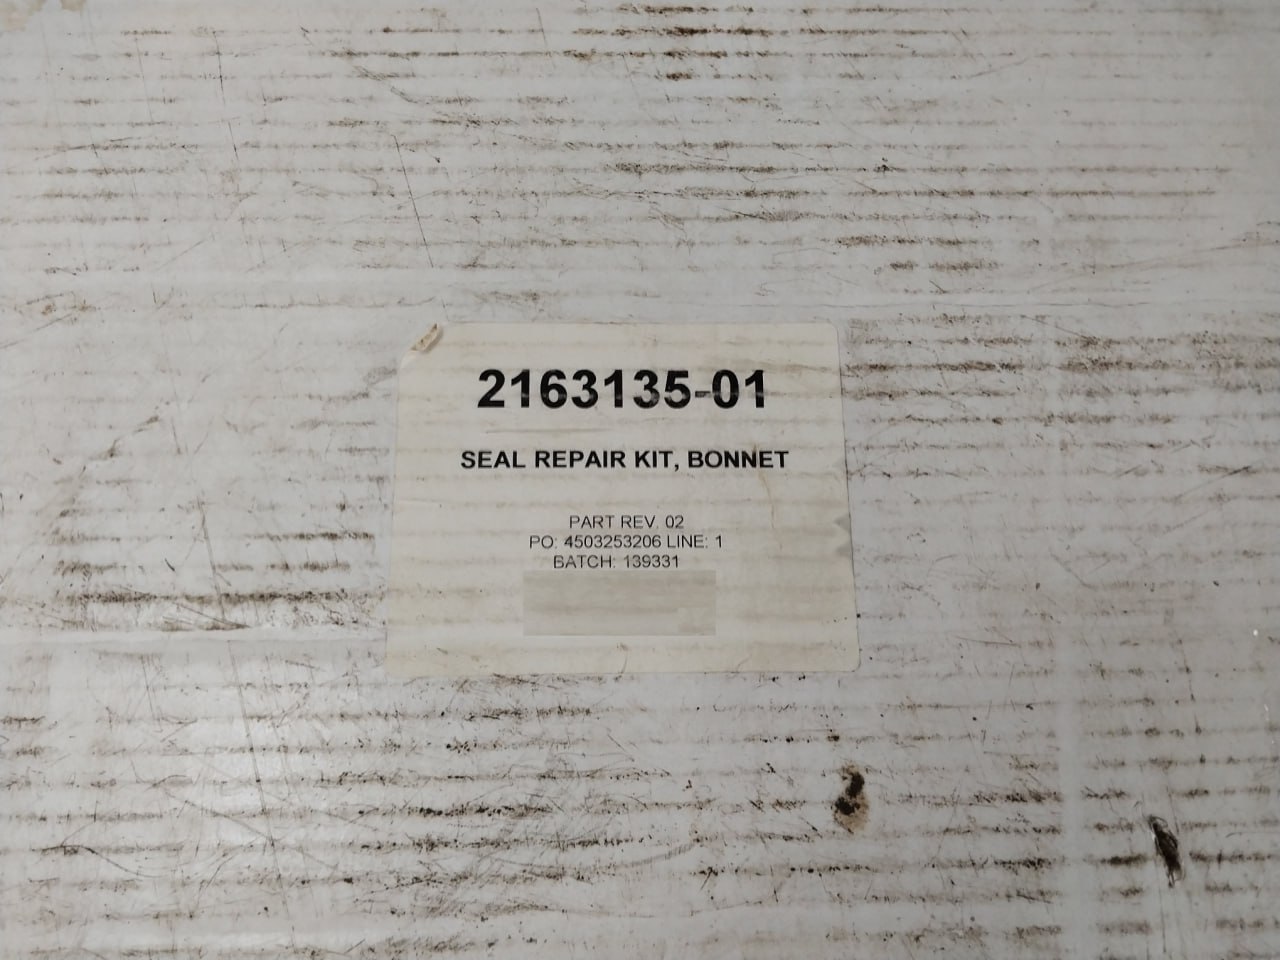 2163135-01
SEAL REPAIR KIT, BONNET
PART REV. 02
PO: 4503253206 LINE: 1
BATCH: 139331